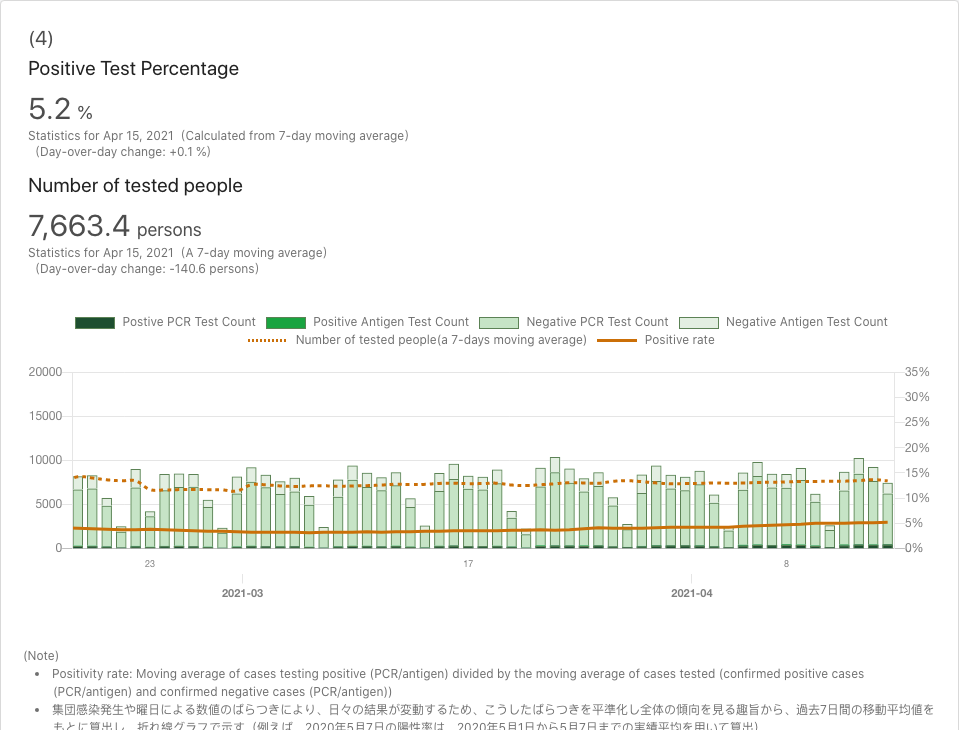 (4)
Positive Test Percentage
5.2 %
Statistics for Apr 15, 2021 (Calculated from 7-day moving average)
(Day-over-day change: +0.1 %)
Number of tested people
7,663.4 persons
Statistics for Apr 15, 2021 (A 7-day moving average)
(Day-over-day change: -140.6 persons)
Postive PCR Test Count Positive Antigen Test Count Negative PCR Test Count Negative Antigen Test Count
Number of tested people(a 7-days moving average) Positive rate
20000 35%
30%
15000 25%
20%
10000 15%
5000 10%
5%
0 0%
23 17 8
2021-03 2021-04
(Note)
• Positivity rate: Moving average of cases testing positive (PCR/antigen) divided by the moving average of cases tested (confirmed positive cases
(PCR/antigen) and confirmed negative cases (PCR/antigen))
• 集団感染発生や曜日による数値のばらつきにより、日々の結果が変動するため、こうしたばらつきを平準化し全体の傾向を見る趣旨から、過去7日間の移動平均値を
もとに算出し、折れ線グラフで示す（例えば、2020年5月7日の陽性率は、2020年5月1日から5月7日までの実績平均を用いて算出）